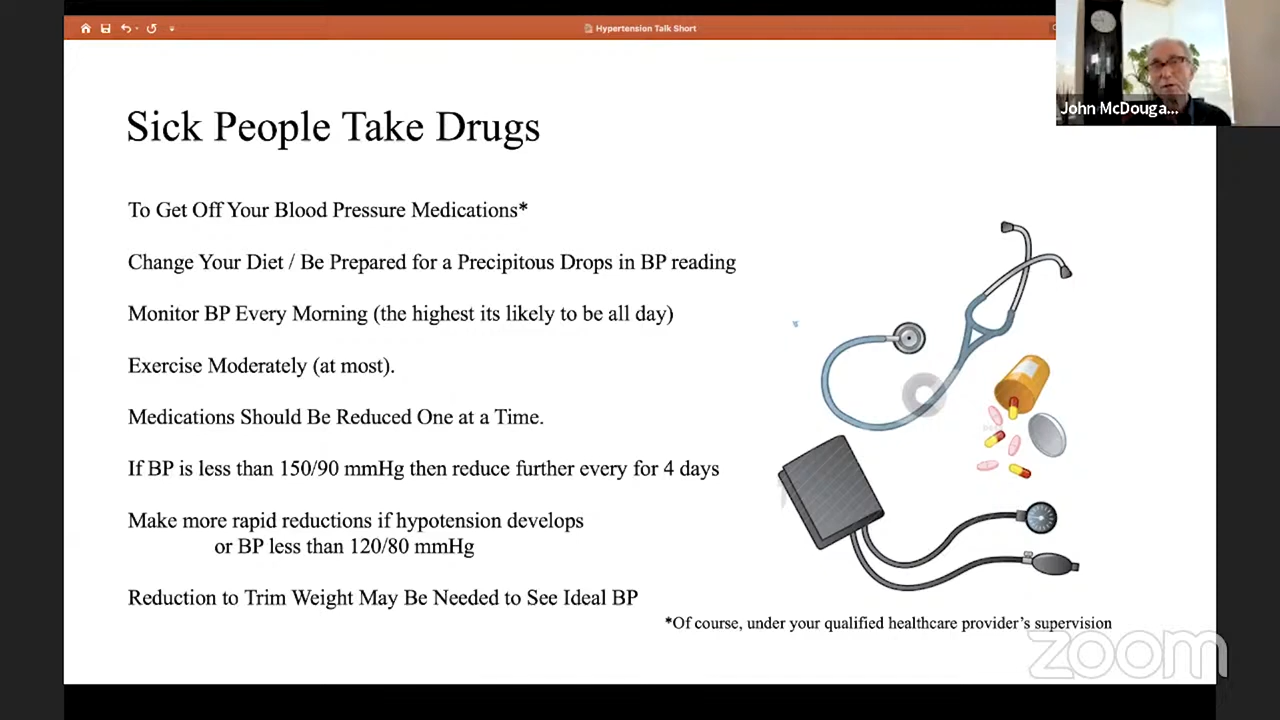 Hypertension Talk Short
John McDouga...
Sick People Take Drugs
To Get Off Your Blood Pressure Medications*
Change Your Diet / Be Prepared for a Precipitous Drops in BP reading
Monitor BP Every Morning (the highest its likely to be all day)
Exercise Moderately (at most).
Medications Should Be Reduced One at a Time.
If BP is less than 150/90 mmHg then reduce further every for 4 days
Make more rapid reductions if hypotension develops
or BP less than 120/80 mmHg
Reduction to Trim Weight May Be Needed to See Ideal BP
*Of course, under your qualified healthcare provider's supervision
zoom